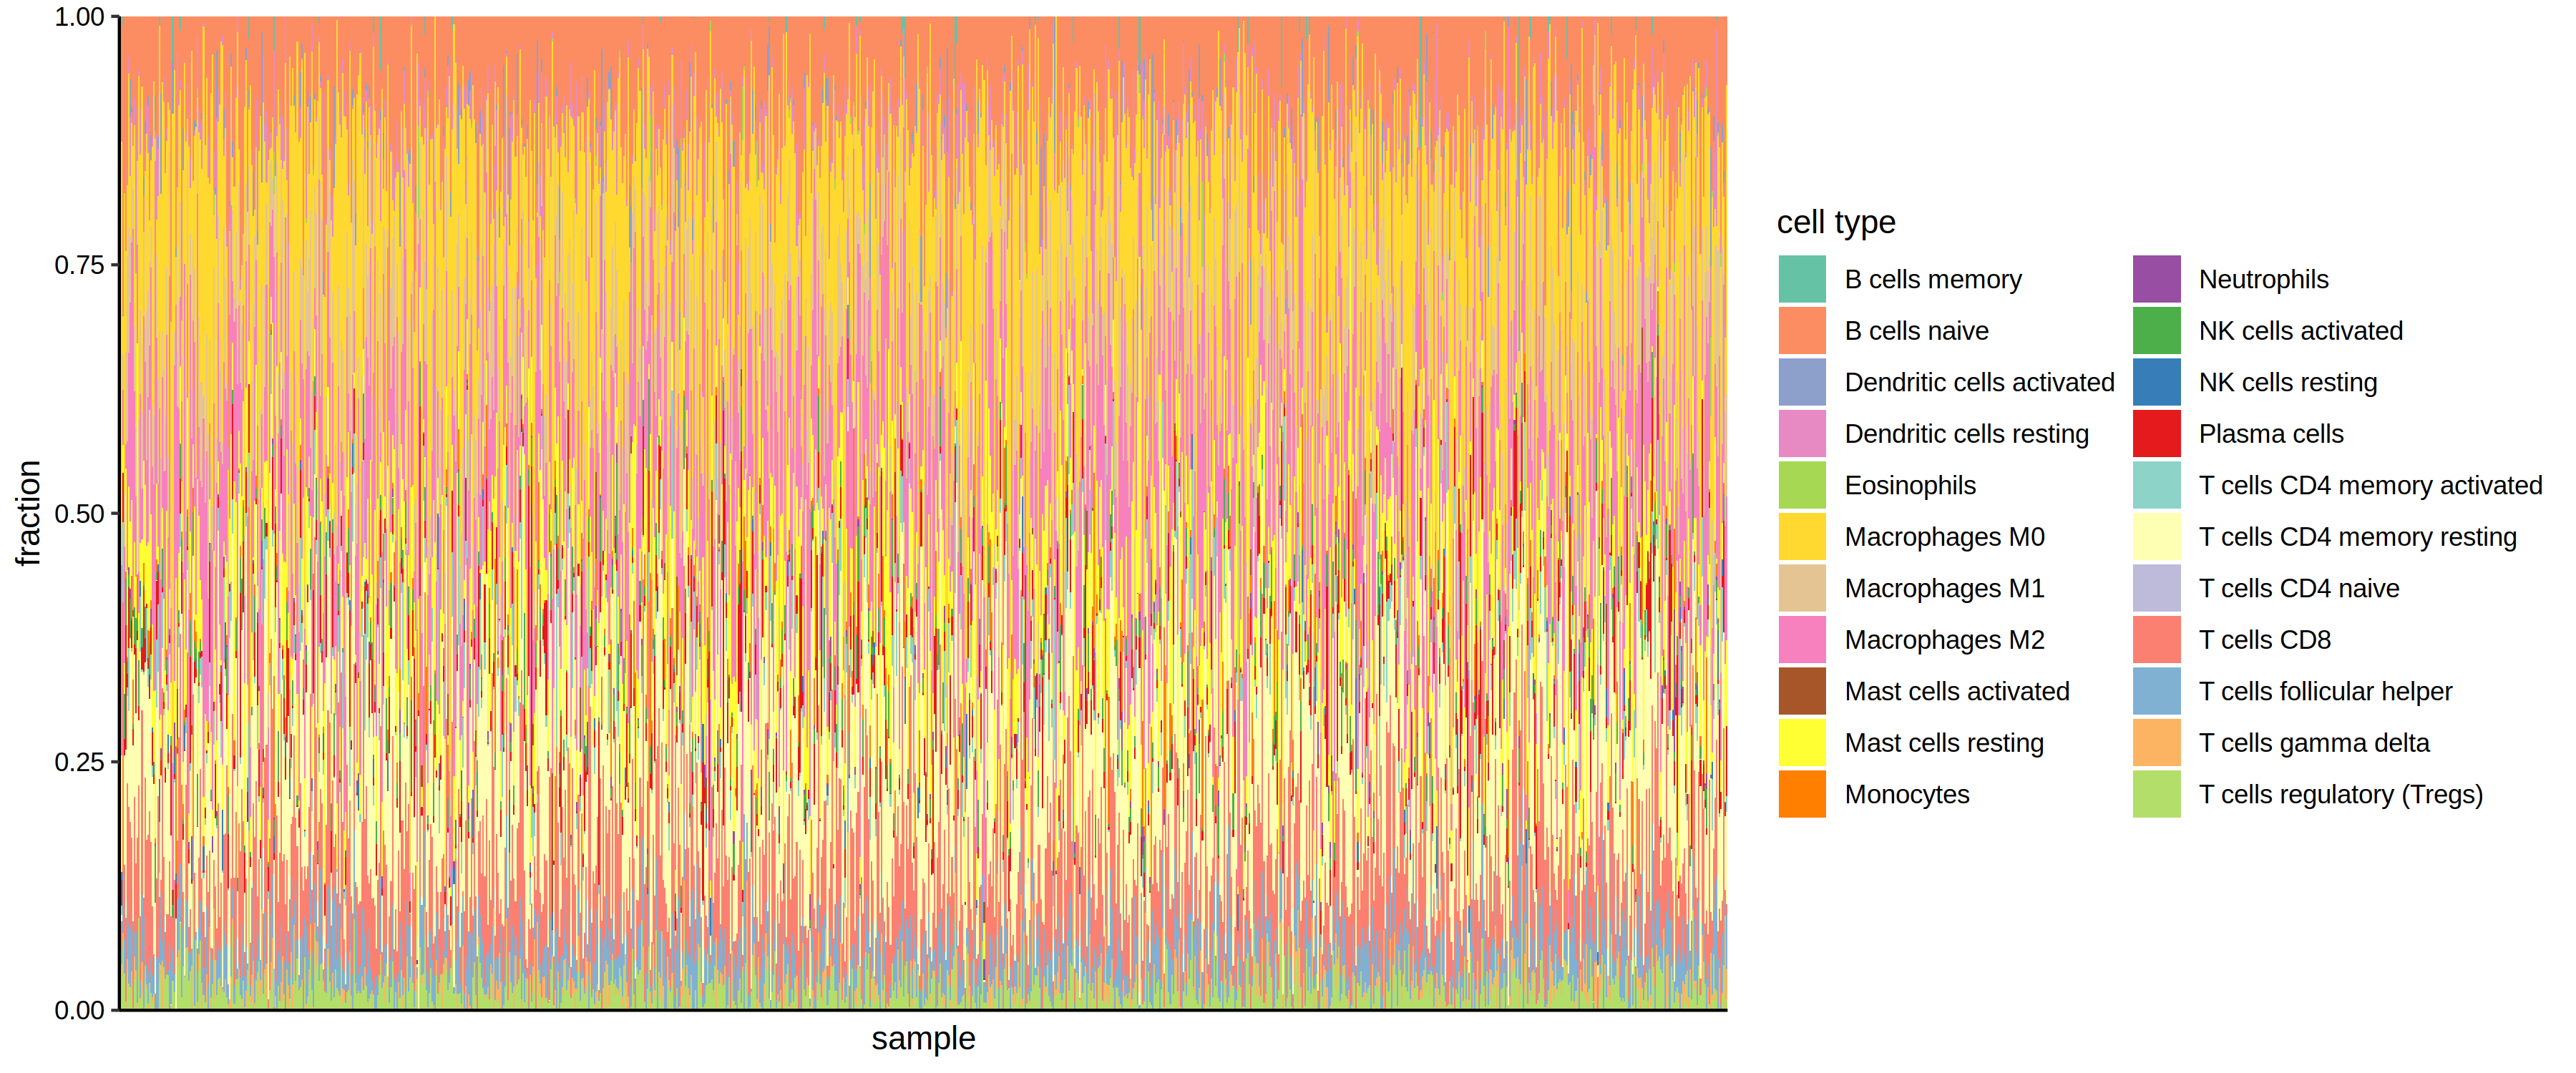 1.00
0.75
0.50
0.25
0.00
fraction
sample
cell type
B cells memory
B cells naive
Dendritic cells activated
Dendritic cells resting
Eosinophils
Macrophages M0
Macrophages M1
Macrophages M2
Mast cells activated
Mast cells resting
Monocytes
Neutrophils
NK cells activated
NK cells resting
Plasma cells
T cells CD4 memory activated
T cells CD4 memory resting
T cells CD4 naive
T cells CD8
T cells follicular helper
T cells gamma delta
T cells regulatory (Tregs)